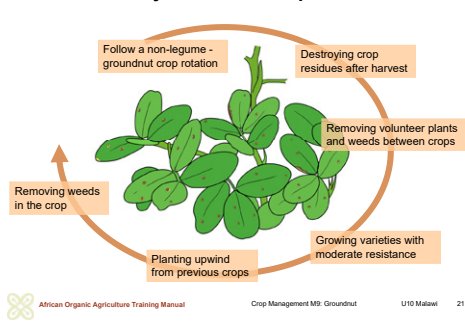 Follow a non-legume -
groundnut crop rotation
Destroying crop
residues after harvest
Removing volunteer plants
and weeds between crops
Growing varieties with
moderate resistance
Planting upwind
from previous crops
Removing weeds
in the crop
African Organic Agriculture Training Manual
Crop Management M9: Groundnut
U10 Malawi
21